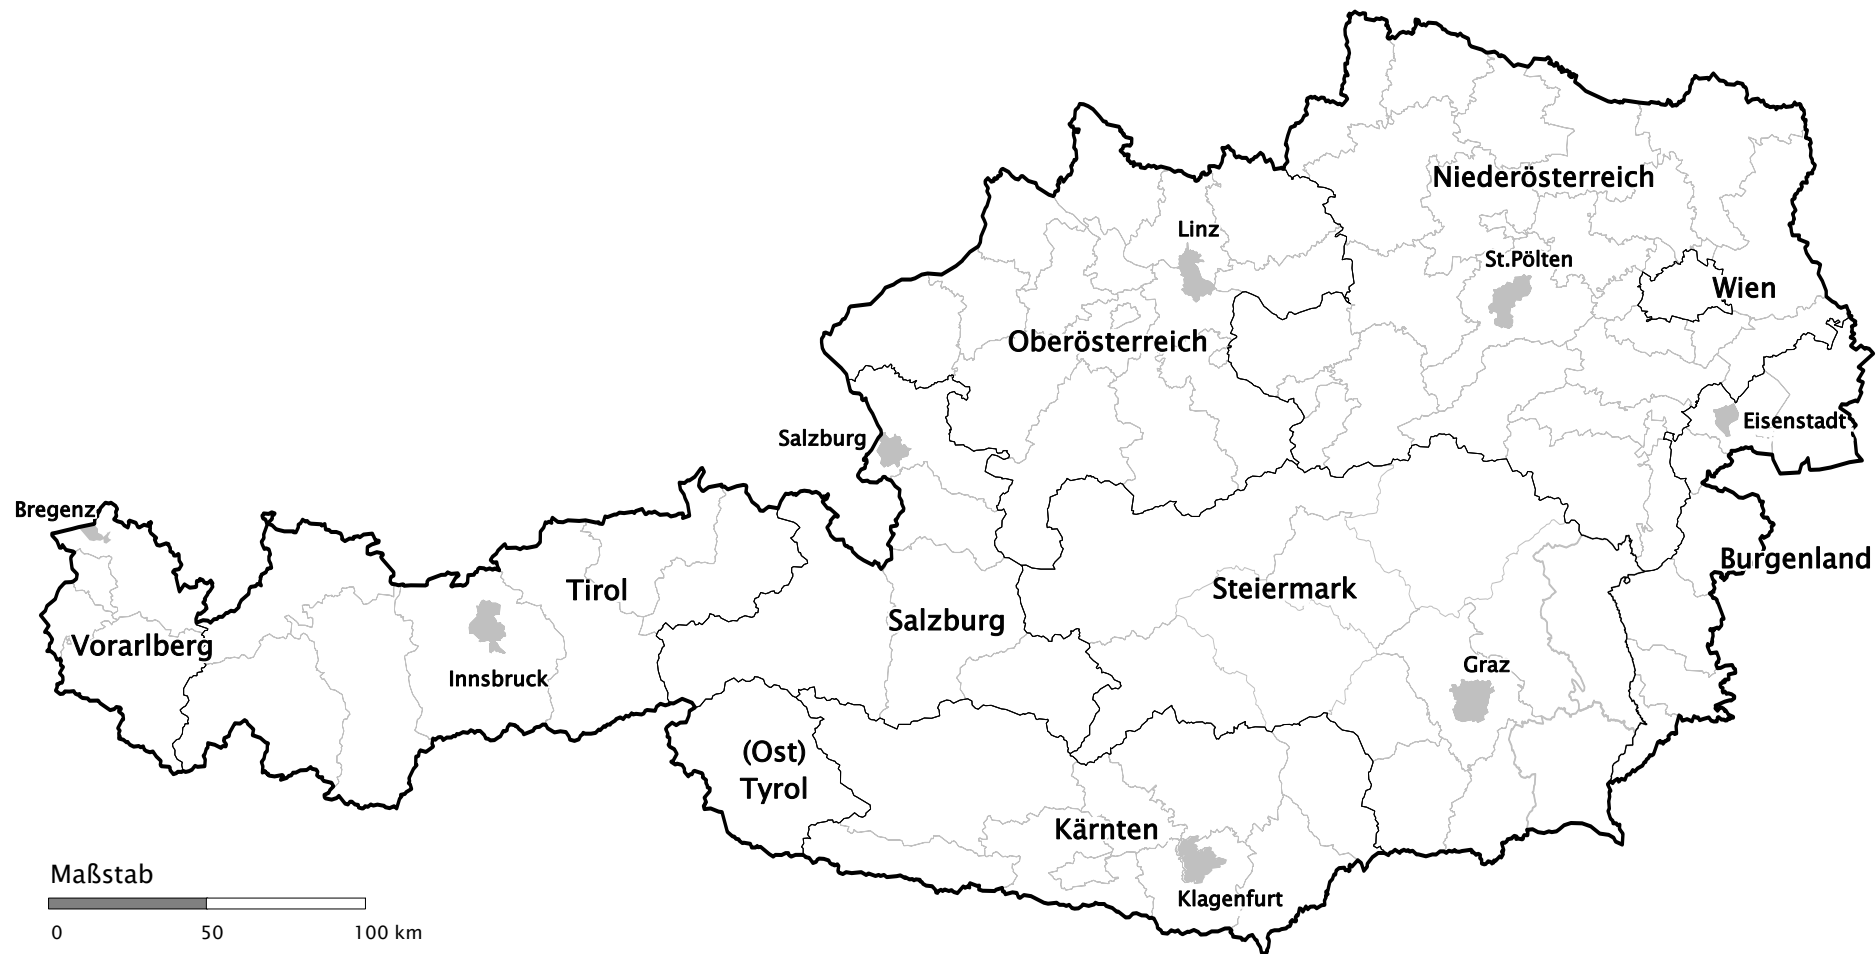 Niederösterreich
Linz
St.Pölten
Wien
Oberösterreich
Eisenstadt
Salzburg
Bregenz
Burgenland
Tirol
Steiermark
Salzburg
Vorarlberg
Graz
Innsbruck
(Ost)
Tyrol
Kärnten
Klagenfurt
Maßstab
0 50 100 km